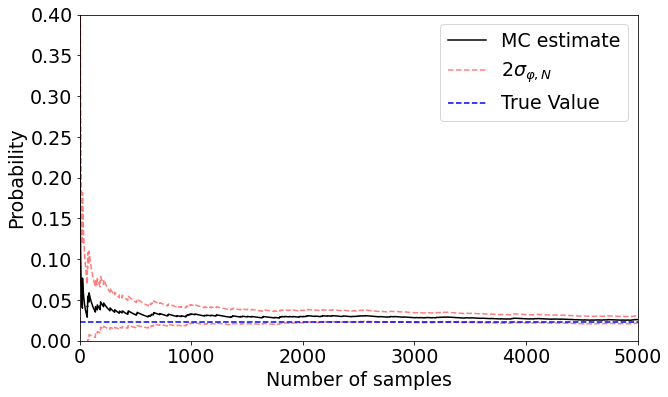 0.40
0.35
0.30
0.25
0.20
0.15
0.10
0.05
0.00
Probability
MC estimate
2σφ, N
True Value
0 1000 2000 3000 4000 5000
Number of samples